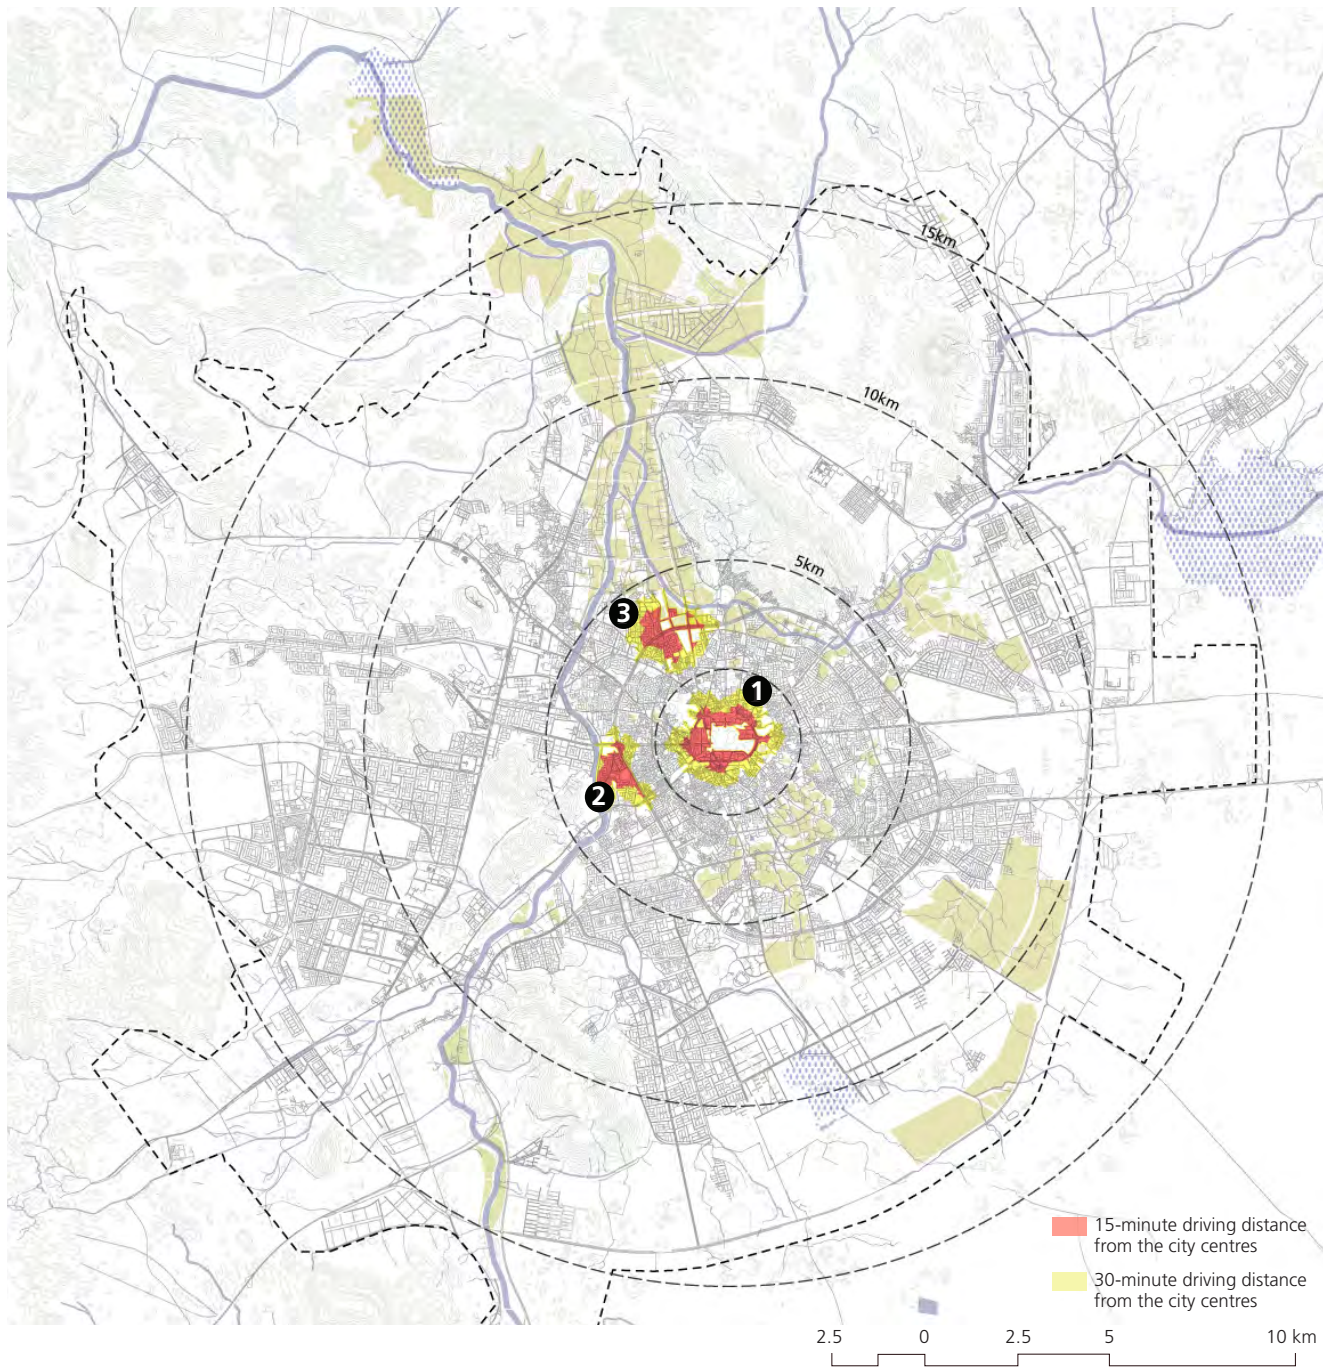 15km
10km
5km
3
1
2
15-minute driving distance
from the city centres
30-minute driving distance
from the city centres
2.5 0 2.5 5 10 km